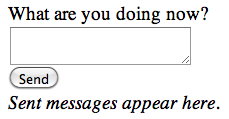 What are you doing now?
Send
Sent messages appear here.